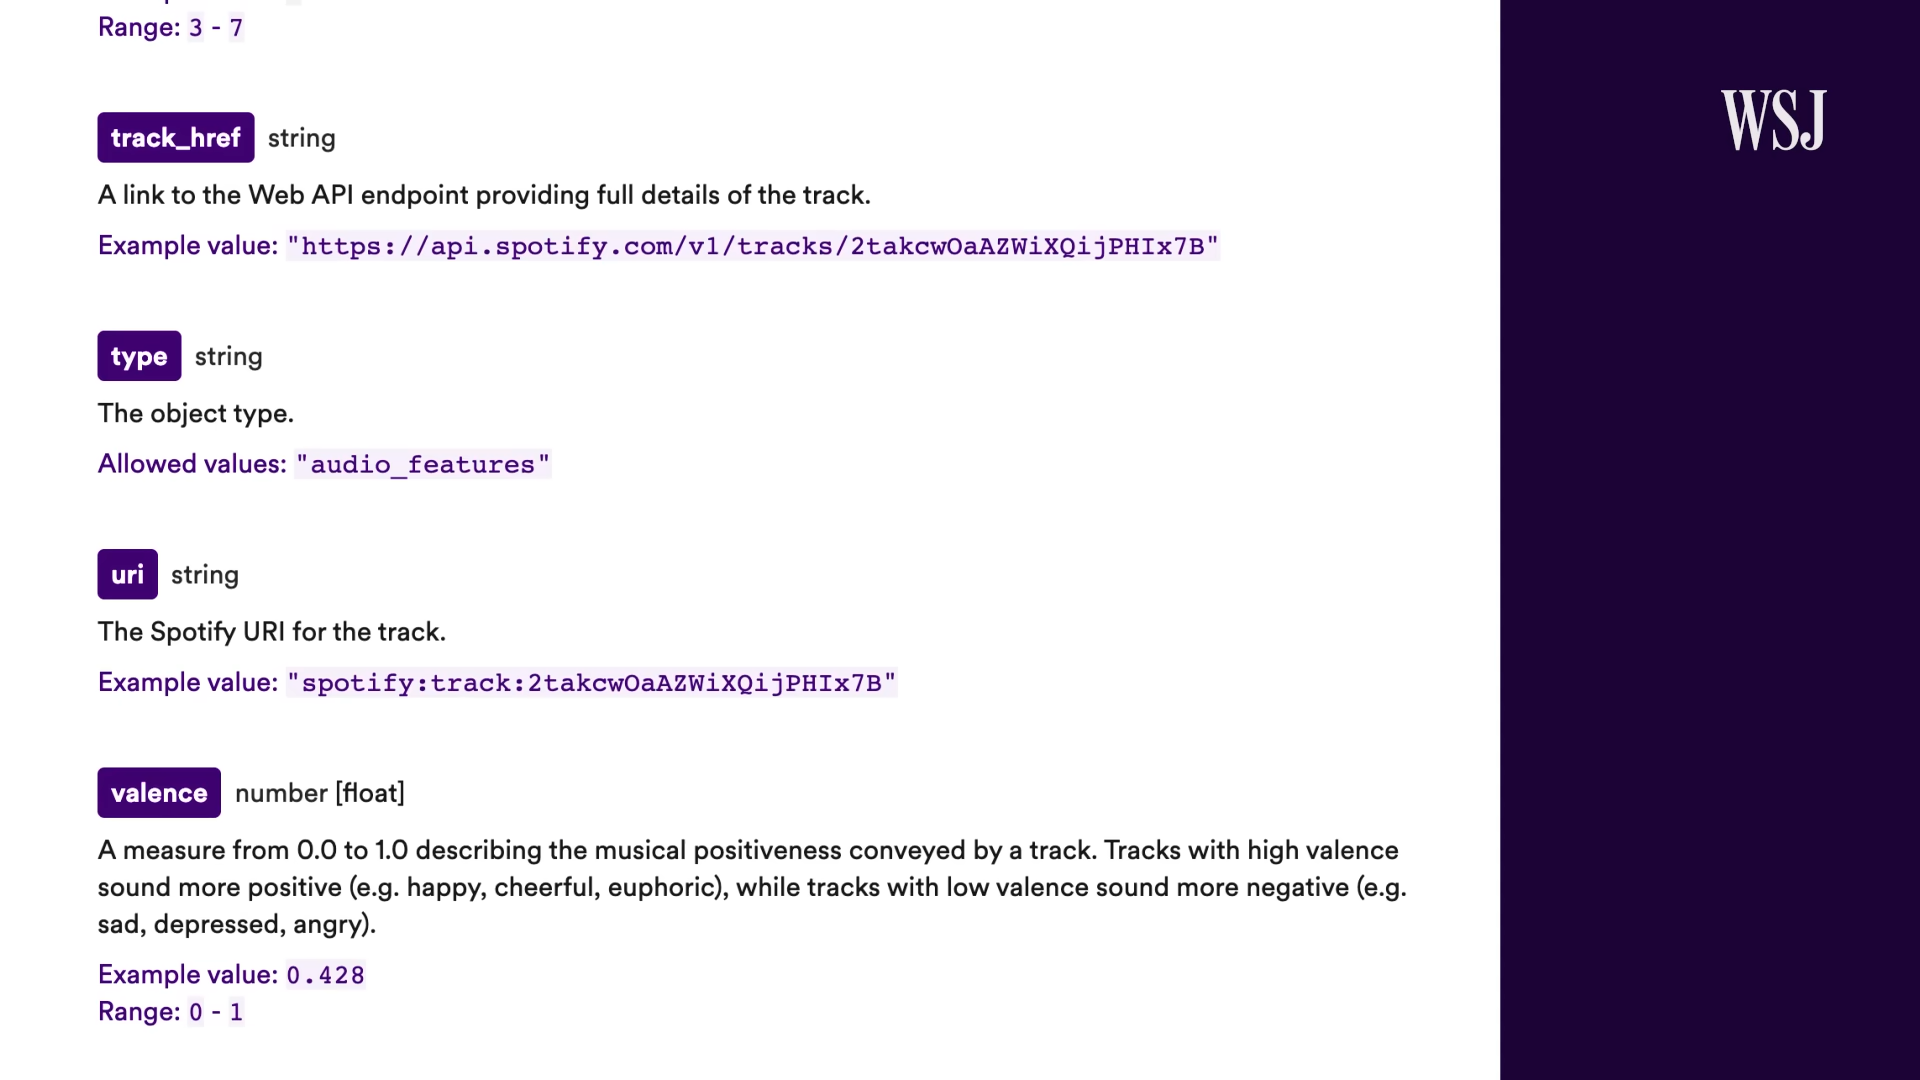 Range: 3 - 7
WSJ
track_href string
A link to the Web API endpoint providing full details of the track.
Example value: "https://api.spotify.com/v1/tracks/2takcwOaAZWiXQijPHIx7B"
type string
The object type.
Allowed values: "audio_features"
uri string
The Spotify URI for the track.
Example value: "spotify:track:2takcwOaAZWiXQijPHIx7B"
valence number [float]
A measure from 0.0 to 1.0 describing the musical positiveness conveyed by a track. Tracks with high valence
sound more positive (e.g. happy, cheerful, euphoric), while tracks with low valence sound more negative (e.g.
sad, depressed, angry).
Example value: 0.428
Range: 0 - 1